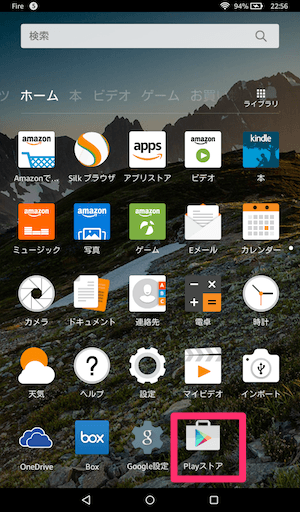 Fire 5 94% 22:56
検索
ツ ホーム 本 ビデオ ゲーム お買 ライブラリ
amazon amazon apps amazon kindle
Amazonで... Silk ブラウザ アプリストア ビデオ 本
amazon amazon amazon
ミュージック 写真 ゲーム Eメール カレンダー
カメラ ドキュメント 連絡先 電卓 時計
?
天気 ヘルプ 設定 マイビデオ インポート
box 8
OneDrive Box Google設定 Playストア